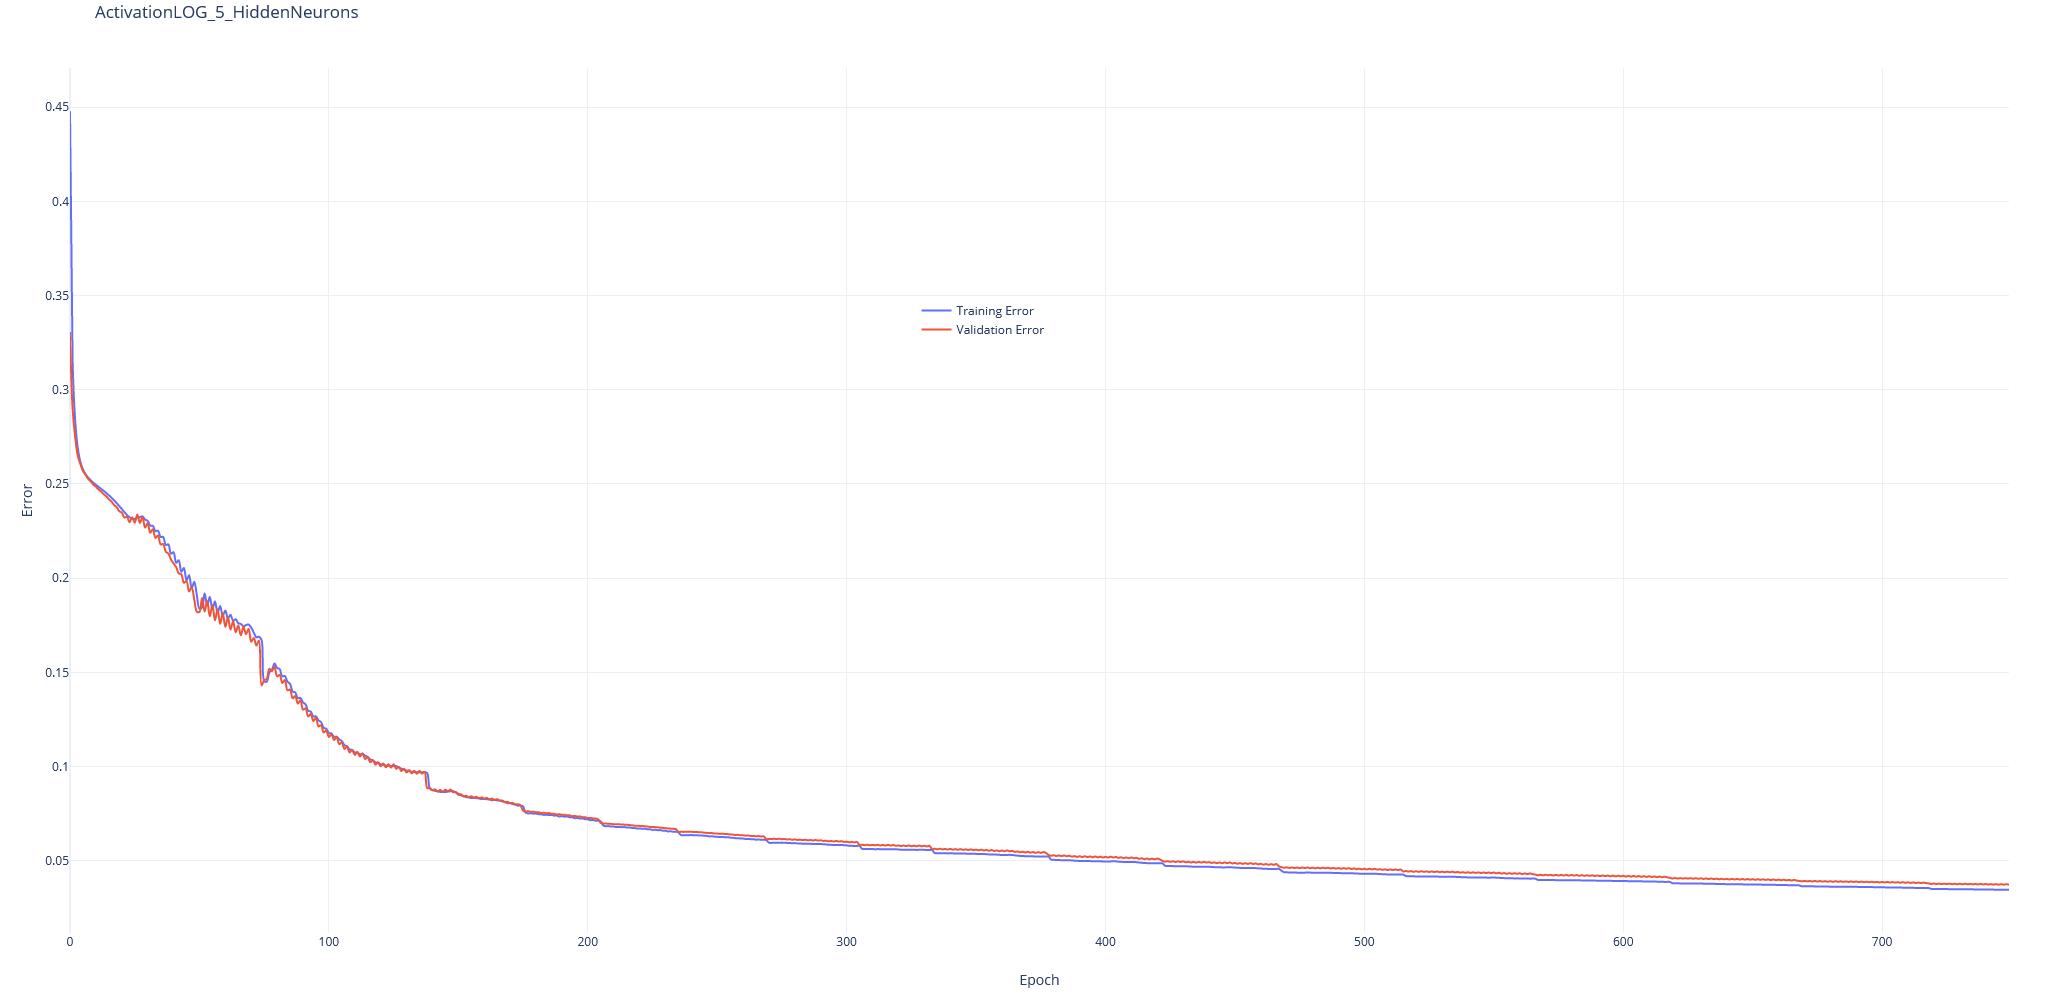 ActivationLOG_5_HiddenNeurons
0.45
0.4
0.35
0.3
0.25
0.2
0.15
0.1
0.05
Error
Training Error
Validation Error
0 100 200 300 400 500 600 700
Epoch